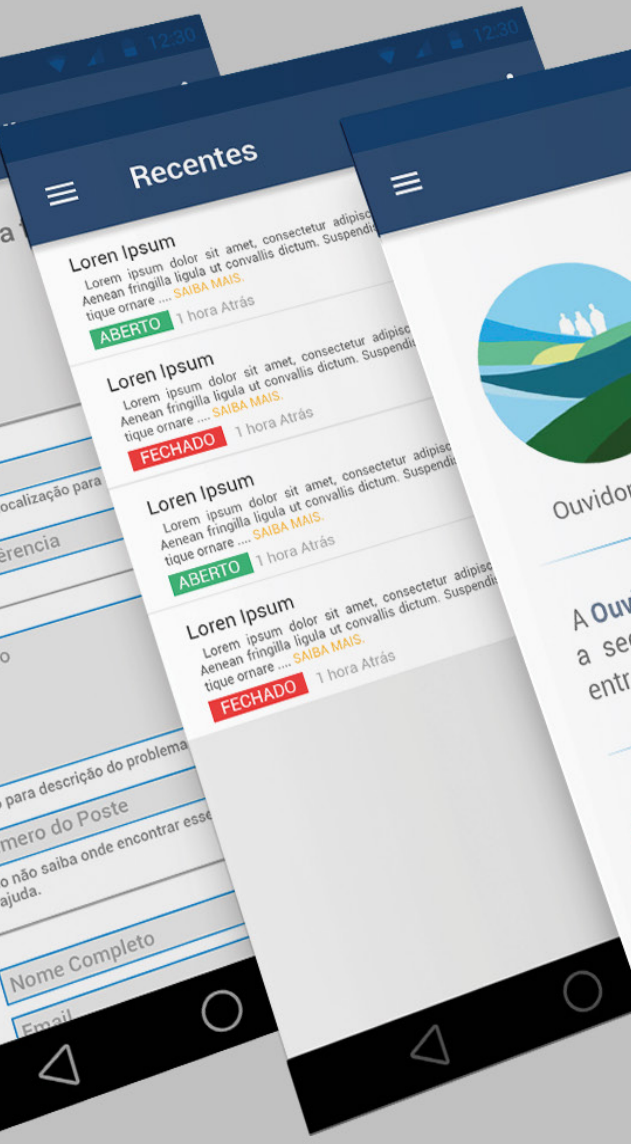 12:30
ocalização para
o
para descrição do problema
mero do Poste
o não saiba onde encontrar esse
ajuda.
Nome Completo
Email
12:30
Recentes
Loren Ipsum
Lorem ipsum dolor sit amet, consectetur adipisc
Aenean fringilla ligula ut convallis dictum. Suspendis
tique ornare .... SAIBA MAIS.
ABERTO 1 hora Atrás
Loren Ipsum
Lorem ipsum dolor sit amet, consectetur adipisc
Aenean fringilla ligula ut convallis dictum. Suspendis
tique ornare .... SAIBA MAIS.
FECHADO 1 hora Atrás
Loren Ipsum
Lorem ipsum dolor sit amet, consectetur adipisc
Aenean fringilla ligula ut convallis dictum. Suspendis
tique ornare .... SAIBA MAIS.
ABERTO 1 hora Atrás
Loren Ipsum
Lorem ipsum dolor sit amet, consectetur adipisc
Aenean fringilla ligula ut convallis dictum. Suspendis
tique ornare .... SAIBA MAIS.
FECHADO 1 hora Atrás
Ouvidor
A Ouv
a se
entr